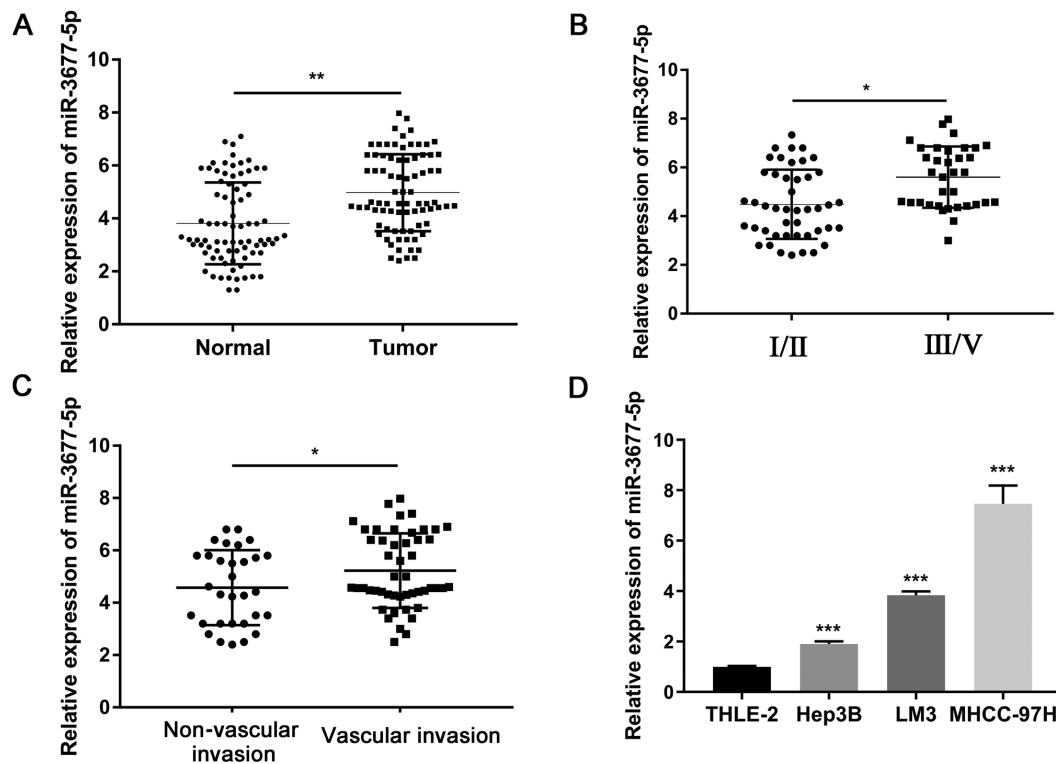 A
Relative expression of miR-3677-5p
10
8
6
4
2
0
**
Normal
Tumor
B
Relative expression of miR-3677-5p
10
8
6
4
2
0
*
I/II
III/V
C
Relative expression of miR-3677-5p
10
8
6
4
2
0
*
Non-vascular
invasion
Vascular invasion
D
Relative expression of miR-3677-5p
10
8
6
4
2
0
***
***
***
THLE-2
Hep3B
LM3
MHCC-97H